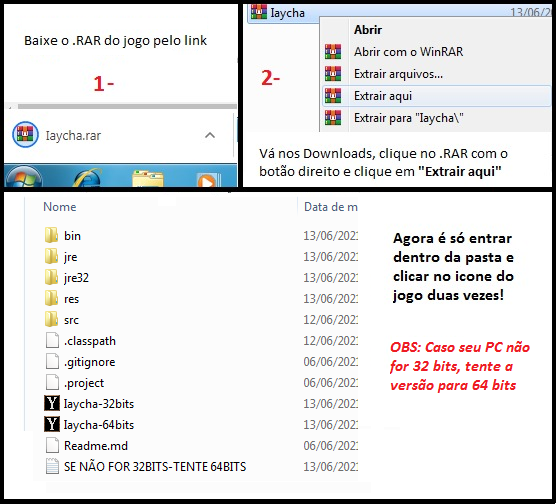 Baixe o .RAR do jogo pelo link
1-
Iaycha.rar
Iaycha
13/06/202
Abrir
Abrir com o WinRAR
Extrair arquivos...
Extrair aqui
Extrair para "Iaycha\"
2-
Vá nos Downloads, clique no .RAR com o
botão direito e clique em "Extrair aqui"
Nome
Data de m
bin
13/06/202
jre
13/06/202
jre32
13/06/202
res
13/06/202
src
12/06/202
.classpath
12/06/202
.gitignore
06/06/202
.project
06/06/202
Iaycha-32bits
13/06/202
Iaycha-64bits
13/06/202
Readme.md
06/06/202
SE NÃO FOR 32BITS-TENTE 64BITS
13/06/202
Agora é só entrar
dentro da pasta e
clicar no icone do
jogo duas vezes!
OBS: Caso seu PC não
for 32 bits, tente a
versão para 64 bits